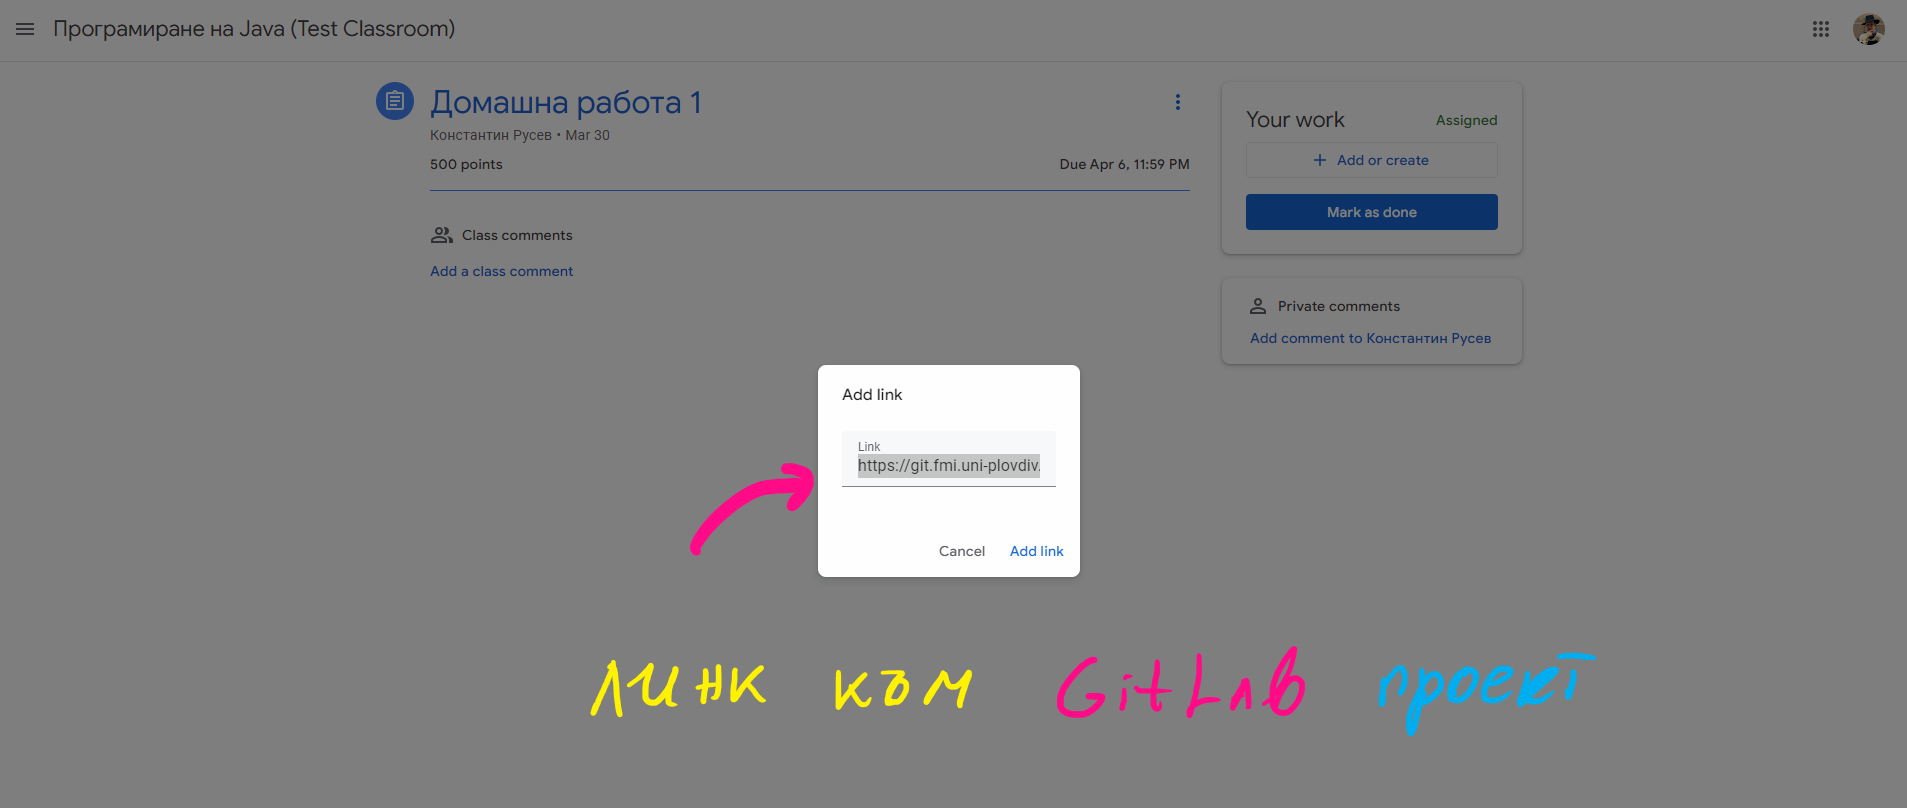 Програмиране на Java (Test Classroom)
Домашна работа 1
Константин Русев • Mar 30
500 points
Due Apr 6, 11:59 PM
Class comments
Add a class comment
Your work
Assigned
+ Add or create
Mark as done
Private comments
Add comment to Константин Русев
Add link
Link
https://git.fmi.uni-plovdiv.
Cancel
Add link
линк към GitLab проект